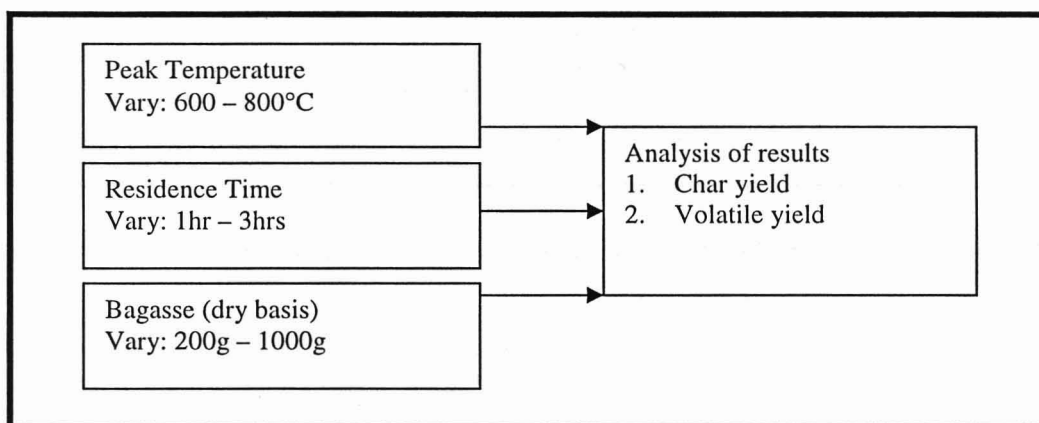 Peak Temperature
Vary: 600 – 800°C
Residence Time
Vary: 1hr – 3hrs
Bagasse (dry basis)
Vary: 200g – 1000g
Analysis of results
1. Char yield
2. Volatile yield